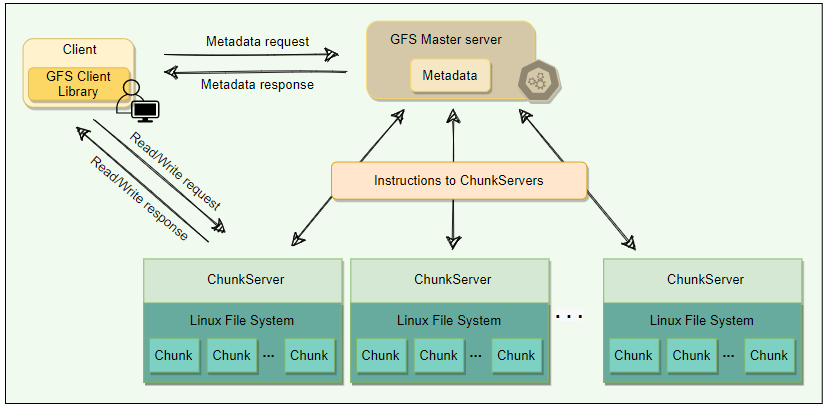 Client
GFS Client
Library
Metadata request
Metadata response
GFS Master server
Metadata
Read/Write request
Read/Write response
Instructions to ChunkServers
ChunkServer
Linux File System
Chunk Chunk ... Chunk
ChunkServer
Linux File System
Chunk Chunk ... Chunk
...
ChunkServer
Linux File System
Chunk Chunk ... Chunk